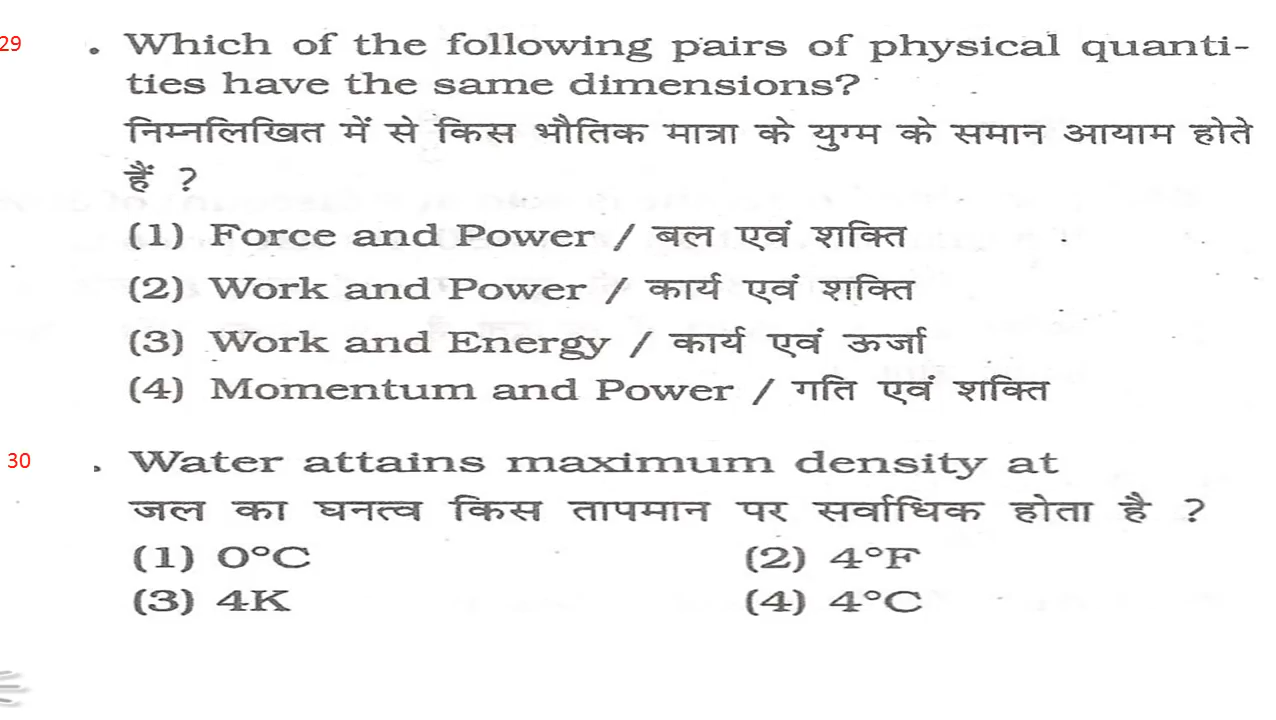 29 . Which of the following pairs of physical quanti-
ties have the same dimensions?
निम्नलिखित में से किस भौतिक मात्रा के युग्म के समान आयाम होते
हैं ?
(1) Force and Power / बल एवं शक्ति
(2) Work and Power / कार्य एवं शक्ति
(3) Work and Energy / कार्य एवं ऊर्जा
(4) Momentum and Power / गति एवं शक्ति
30 . Water attains maximum density at
जल का घनत्व किस तापमान पर सर्वाधिक होता है ?
(1) 0°C (2) 4°F
(3) 4K (4) 4°C